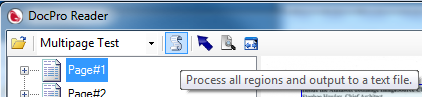 DocPro Reader
Multipage Test
Page#1
Process all regions and output to a text file.
Page#2